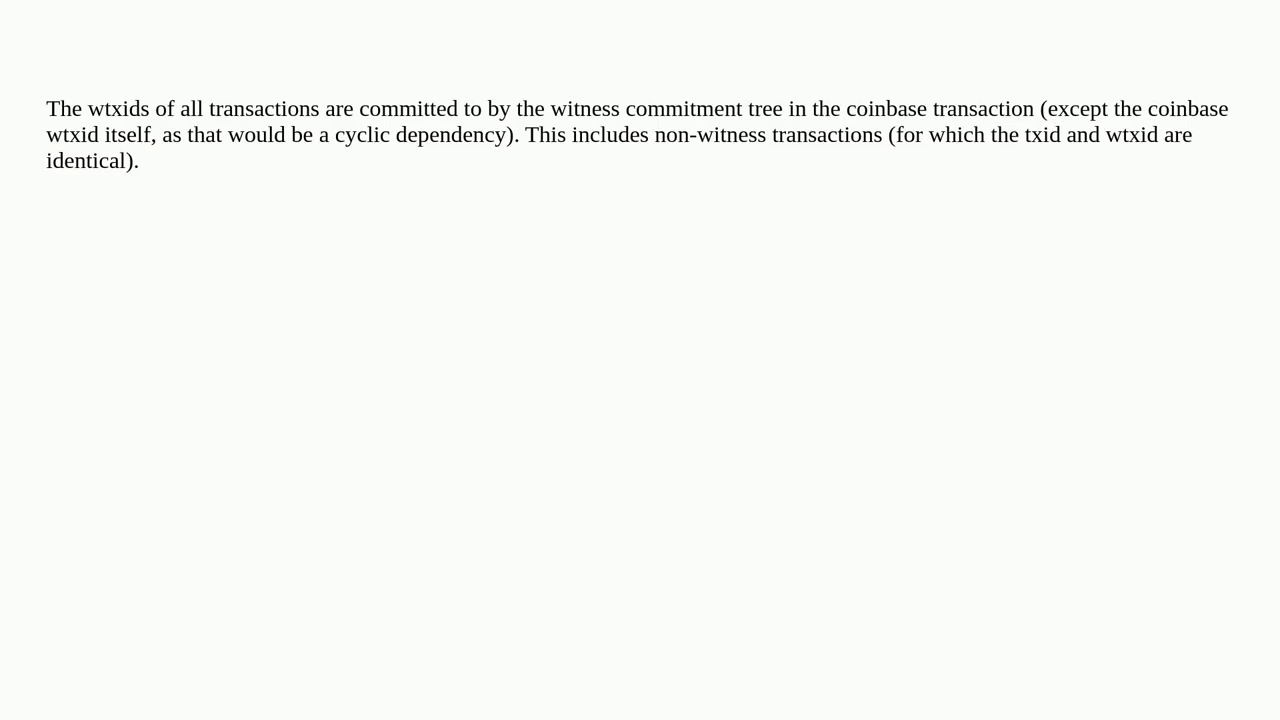 The wtxids of all transactions are committed to by the witness commitment tree in the coinbase transaction (except the coinbase
wtxid itself, as that would be a cyclic dependency). This includes non-witness transactions (for which the txid and wtxid are
identical).